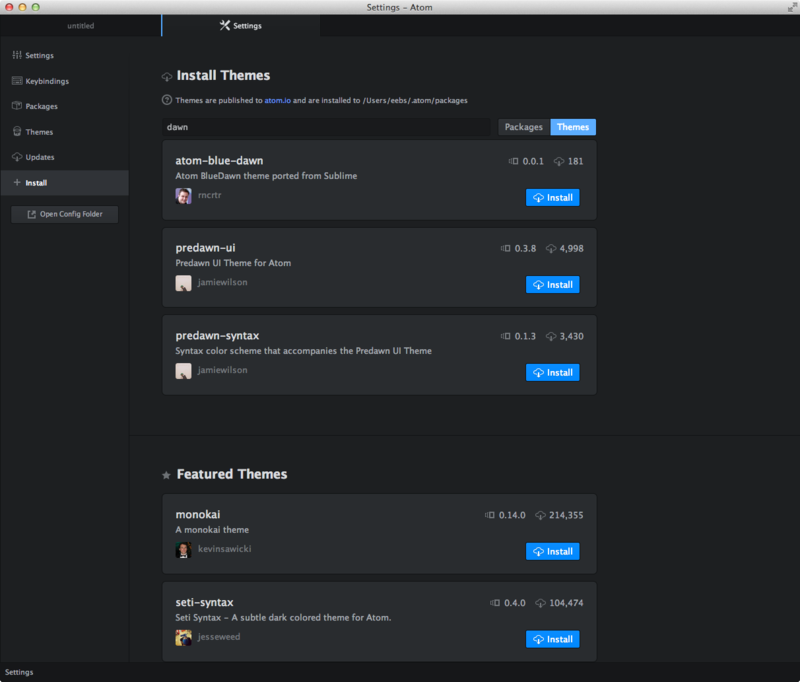 Settings - Atom
untitled
Settings
Settings
Keybindings
Packages
Themes
Updates
Install
Open Config Folder
Install Themes
Themes are published to atom.io and are installed to /Users/eebs/.atom/packages
dawn
Packages Themes
atom-blue-dawn 0.0.1 181
Atom BlueDawn theme ported from Sublime
rncrtr Install
predawn-ui 0.3.8 4,998
Predawn UI Theme for Atom
jamiewilson Install
predawn-syntax 0.1.3 3,430
Syntax color scheme that accompanies the Predawn UI Theme
jamiewilson Install
Featured Themes
monokai 0.14.0 214,355
A monokai theme
kevinsawicki Install
seti-syntax 0.4.0 104,474
Seti Syntax - A subtle dark colored theme for Atom.
jesseweed Install
Settings